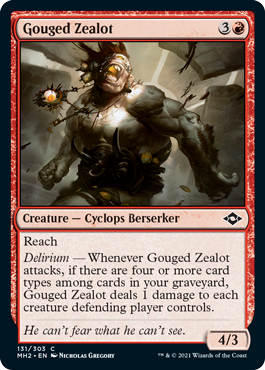 Gouged Zealot 3
Creature — Cyclops Berserker
Reach
Delirium — Whenever Gouged Zealot
attacks, if there are four or more card
types among cards in your graveyard,
Gouged Zealot deals 1 damage to each
creature defending player controls.
He can't fear what he can't see.
4/3
131/303 C
MH2 • EN Nicholas Gregory
™ & © 2021 Wizards of the Coast